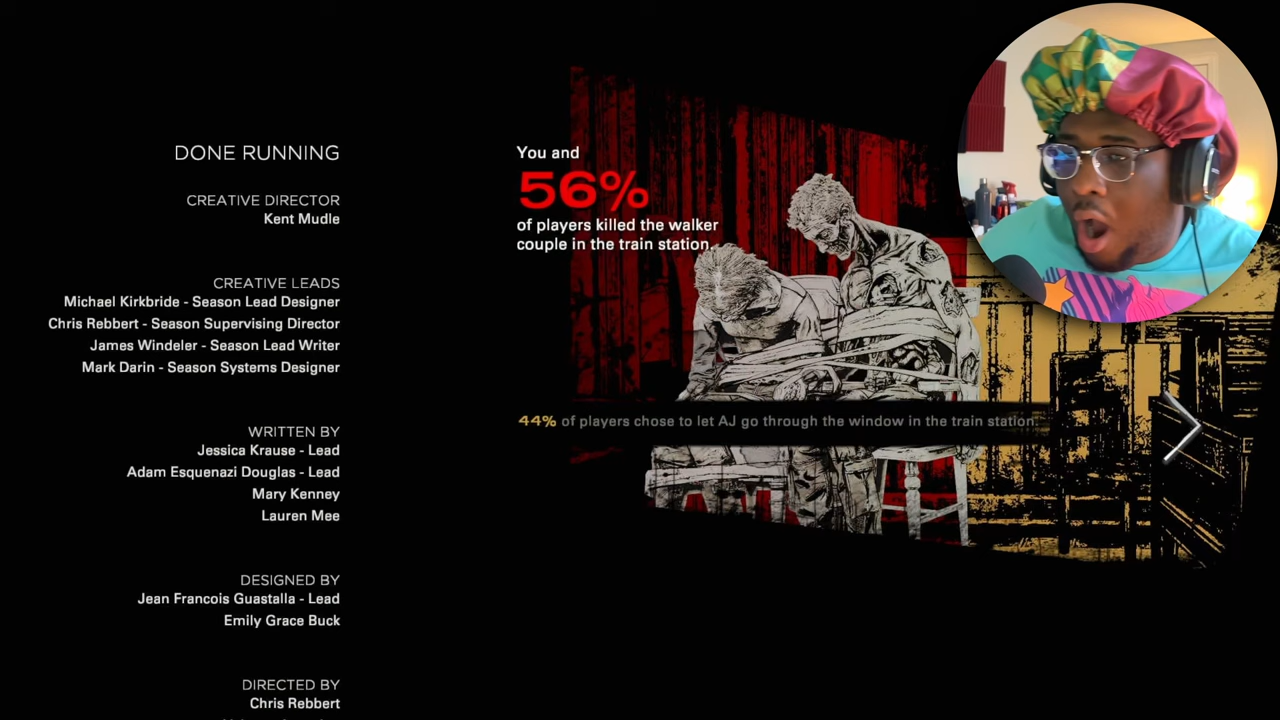 DONE RUNNING
CREATIVE DIRECTOR
Kent Mudle
CREATIVE LEADS
Michael Kirkbride - Season Lead Designer
Chris Rebbert - Season Supervising Director
James Windeler - Season Lead Writer
Mark Darin - Season Systems Designer
WRITTEN BY
Jessica Krause - Lead
Adam Esquenazi Douglas - Lead
Mary Kenney
Lauren Mee
DESIGNED BY
Jean Francois Guastalla - Lead
Emily Grace Buck
DIRECTED BY
Chris Rebbert
You and
56%
of players killed the walker
couple in the train station.
44% of players chose to let AJ go through the window in the train station.